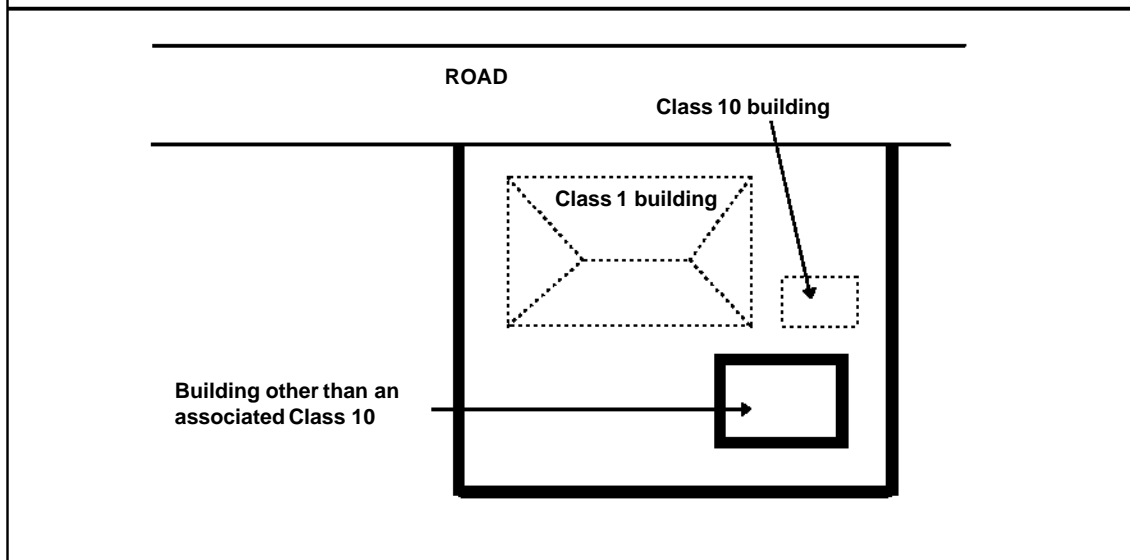 ROAD
Class 10 building
Class 1 building
Building other than an
associated Class 10